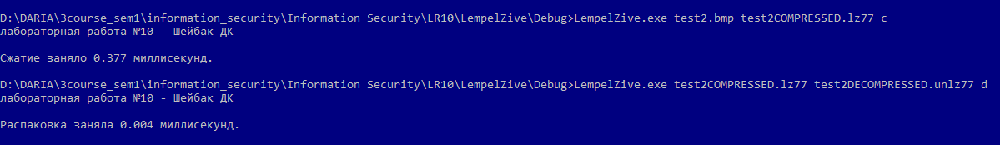 D:\DARIA\3course_sem1\information_security\Information Security\LR10\LempelZive\Debug>LempelZive.exe test2.bmp test2COMPRESSED.lz77 c
лабораторная работа №10 - Шейбак ДК
Сжатие заняло 0.377 миллисекунд.
D:\DARIA\3course_sem1\information_security\Information Security\LR10\LempelZive\Debug>LempelZive.exe test2COMPRESSED.lz77 test2DECOMPRESSED.unlz77 d
лабораторная работа №10 - Шейбак ДК
Распаковка заняла 0.004 миллисекунд.